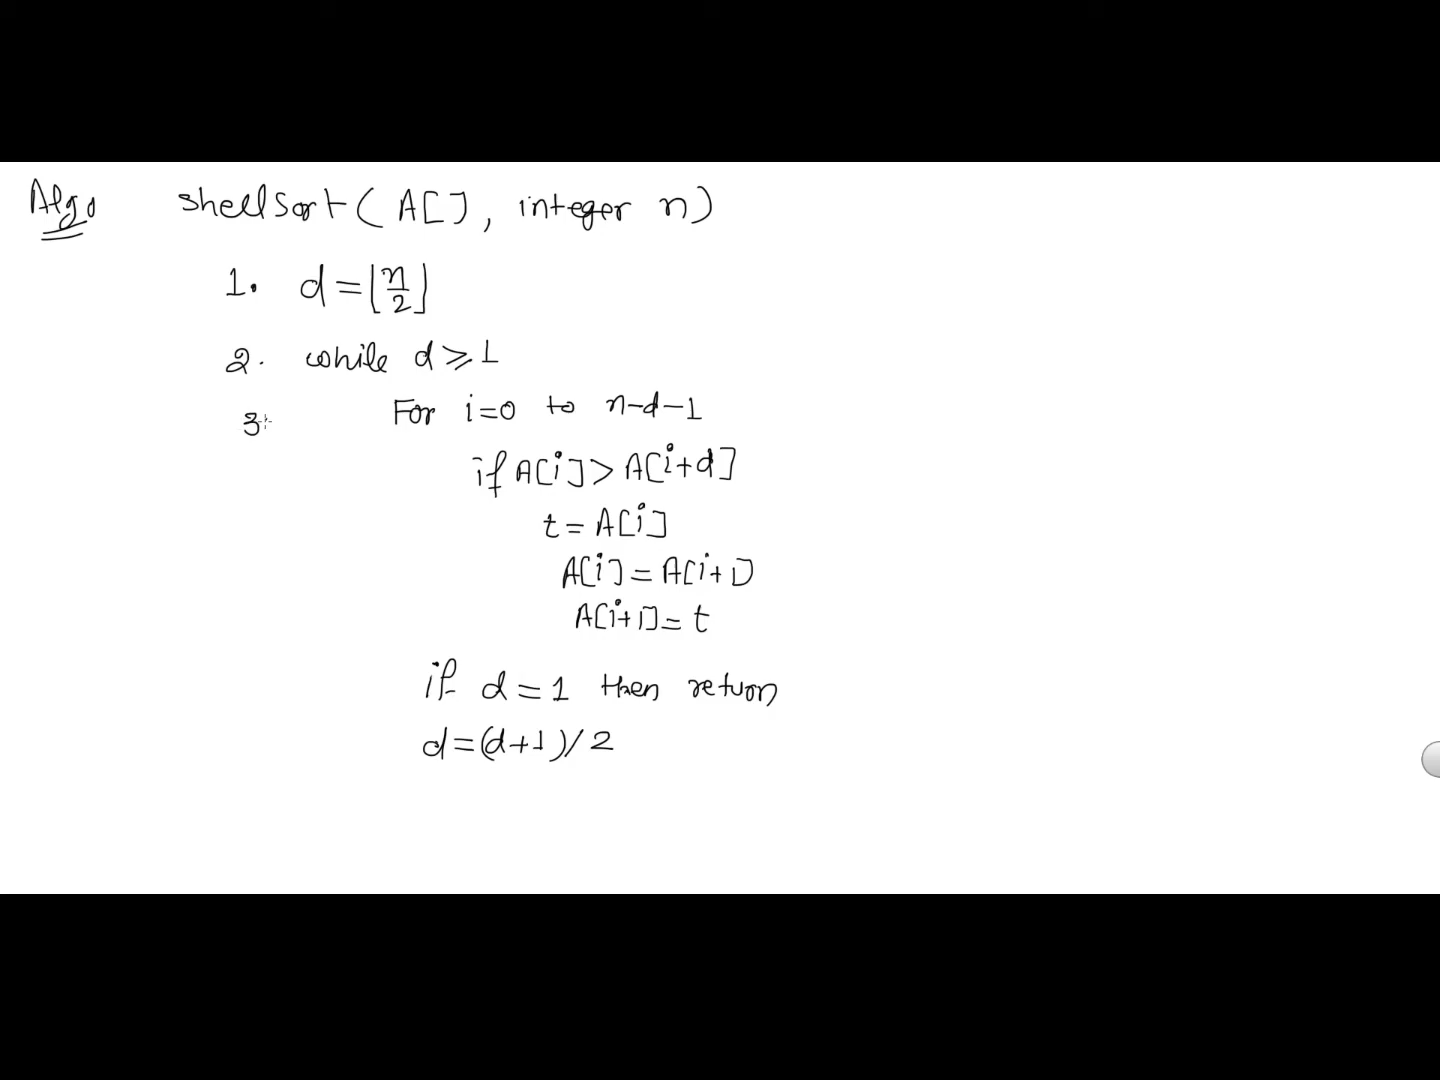 Algo shellsort(A[], integer n)
1. d=⌊n/2⌋
2. while d≥1
3. For i=0 to n-d-1
if A[i]>A[i+d]
t=A[i]
A[i]=A[i+1]
A[i+1]=t
if d=1 then return
d=(d+1)/2